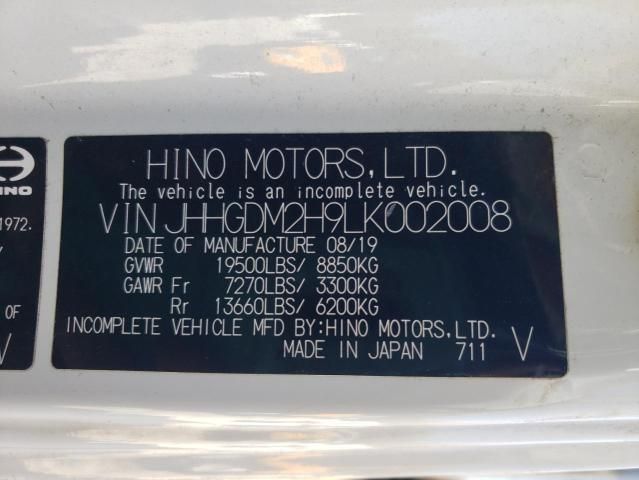 HINO
1972.
OF
V
HINO MOTORS,LTD.
The vehicle is an incomplete vehicle.
VIN JHHGDM2H9LK002008
DATE OF MANUFACTURE 08/19
GVWR 19500LBS/ 8850KG
GAWR Fr 7270LBS/ 3300KG
Rr 13660LBS/ 6200KG
INCOMPLETE VEHICLE MFD BY:HINO MOTORS,LTD.
MADE IN JAPAN 711 V